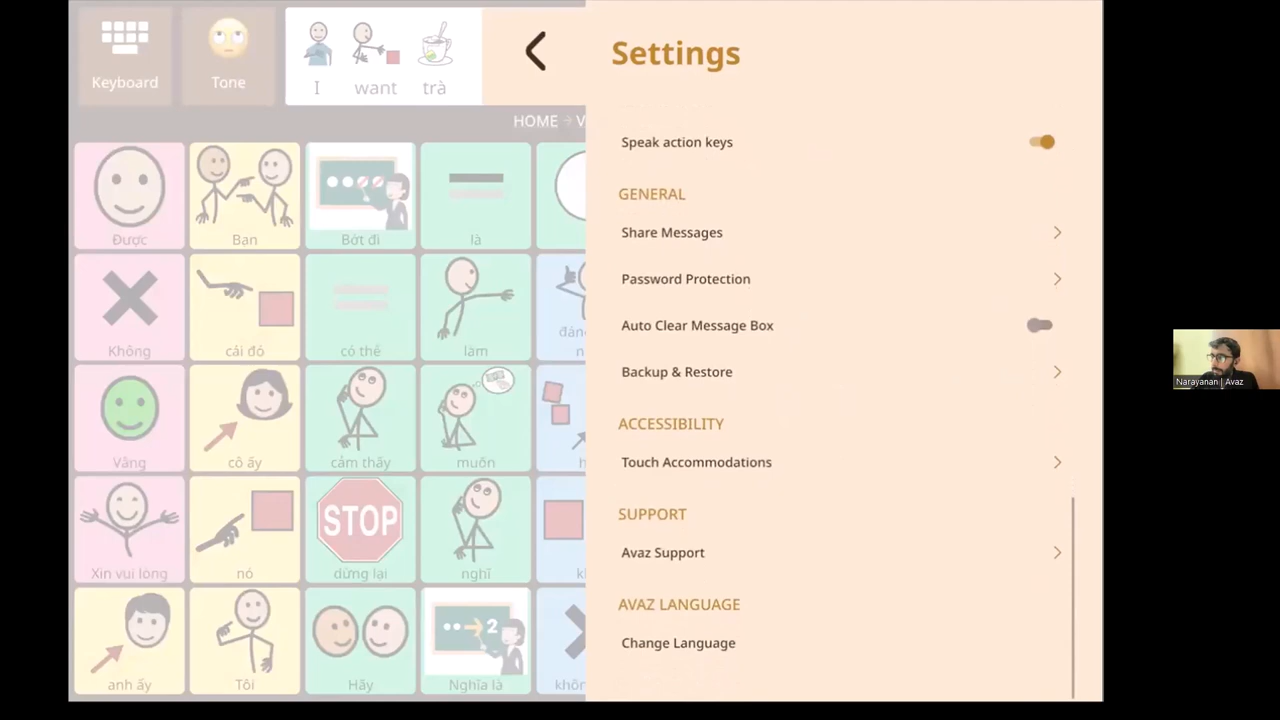 Keyboard
Tone
I want trà
Settings
HOME
Speak action keys
GENERAL
Share Messages
Password Protection
Auto Clear Message Box
Backup & Restore
ACCESSIBILITY
Touch Accommodations
SUPPORT
Avaz Support
AVAZ LANGUAGE
Change Language
Được
Bạn
Bớt đi
là
Không
cái đó
có thể
làm
Vâng
cô ấy
cảm thấy
muốn
Xin vui lòng
STOP
nó
dừng lại
nghĩ
2
anh ấy
Tôi
Hãy
Nghĩa là
Narayanan | Avaz